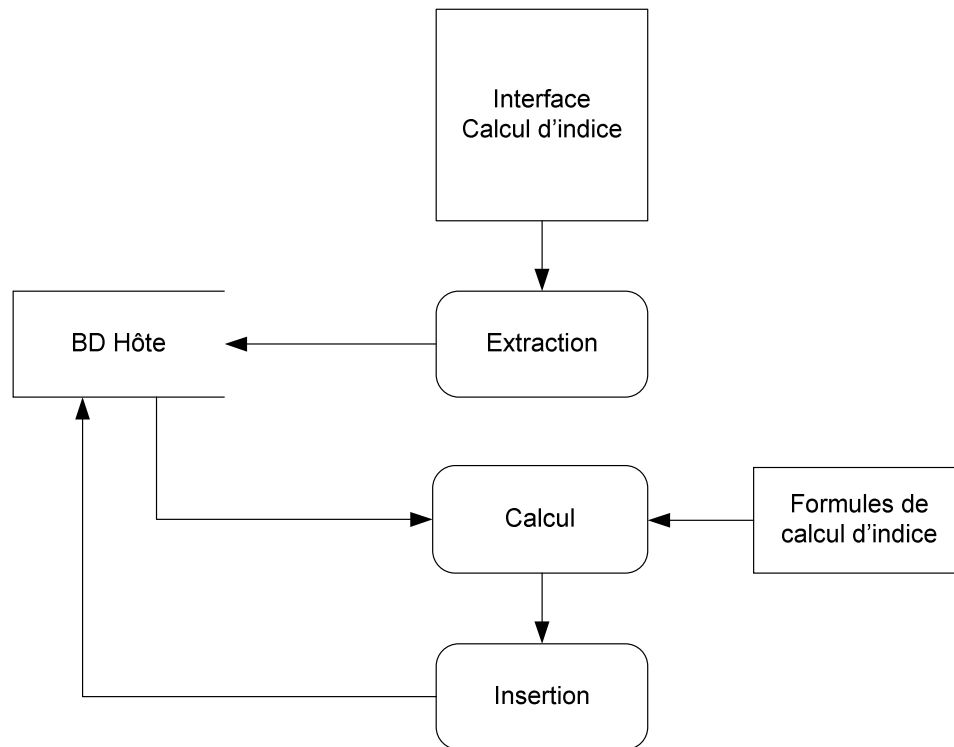 Interface
Calcul d’indice
BD Hôte
Extraction
Calcul
Formules de
calcul d’indice
Insertion